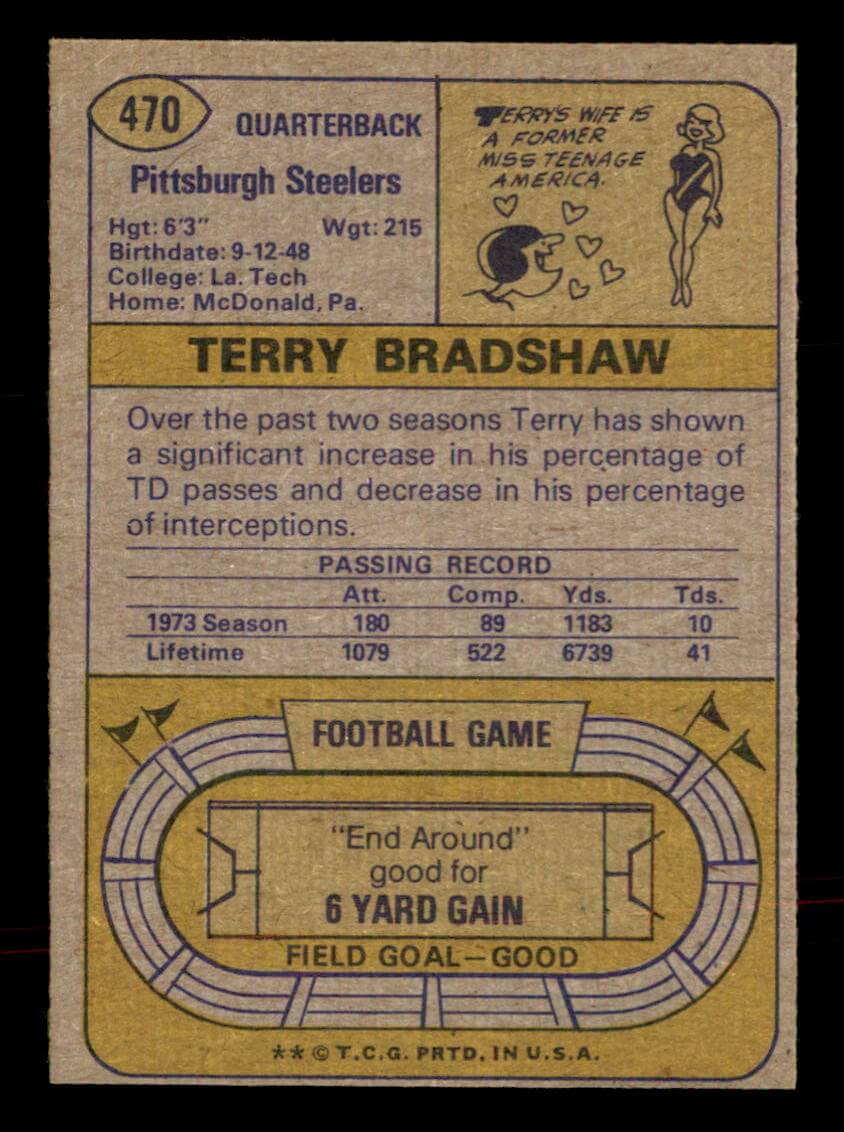 470
QUARTERBACK
Pittsburgh Steelers
Hgt: 6'3" Wgt: 215
Birthdate: 9-12-48
College: La. Tech
Home: McDonald, Pa.
TERRY'S WIFE IS
A FORMER
MISS TEENAGE
AMERICA.
TERRY BRADSHAW
Over the past two seasons Terry has shown
a significant increase in his percentage of
TD passes and decrease in his percentage
of interceptions.
PASSING RECORD
Att. Comp. Yds. Tds.
1973 Season 180 89 1183 10
Lifetime 1079 522 6739 41
FOOTBALL GAME
"End Around"
good for
6 YARD GAIN
FIELD GOAL—GOOD
** © T.C.G. PRTD. IN U.S.A.